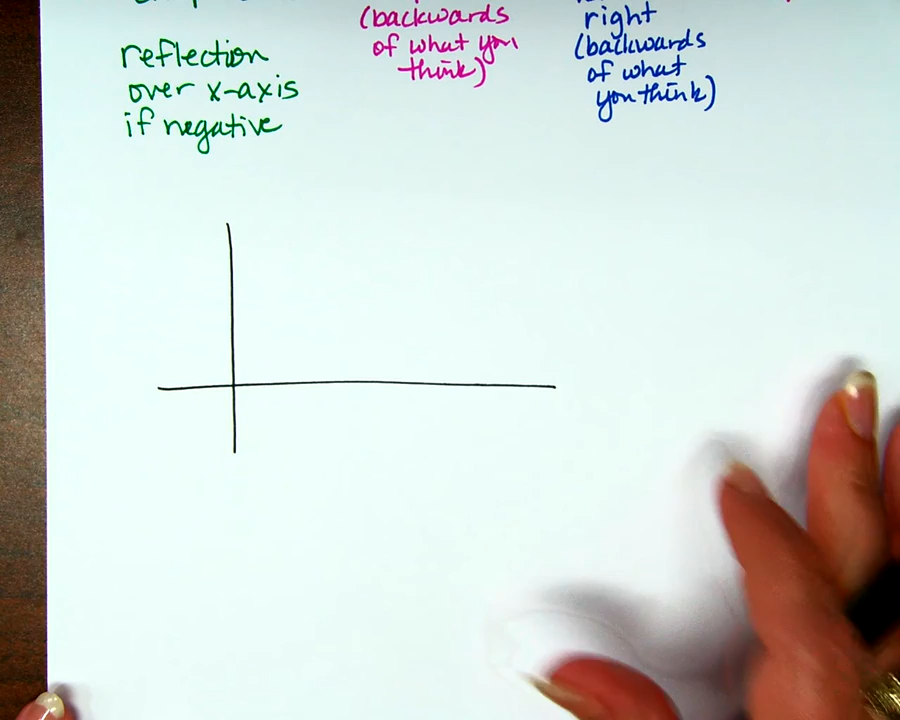 reflection
over x-axis
if negative
(backwards
of what you
think)
right
(backwards
of what
you think)